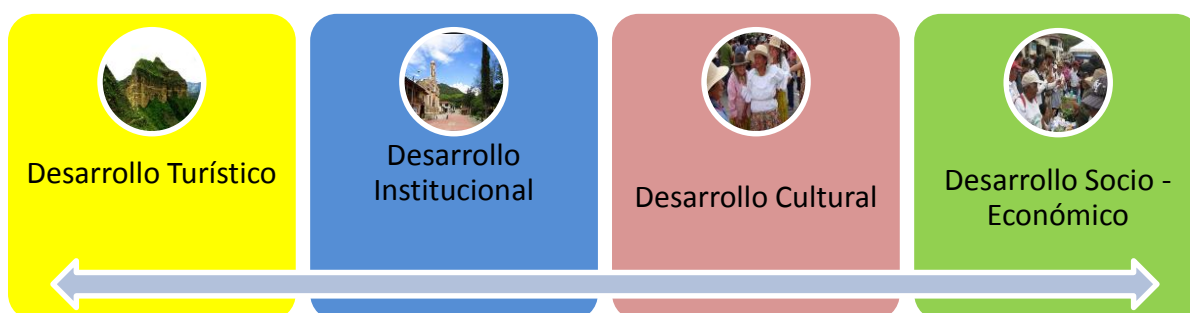 Desarrollo Turístico
Desarrollo
Institucional
Desarrollo Cultural
Desarrollo Socio -
Económico